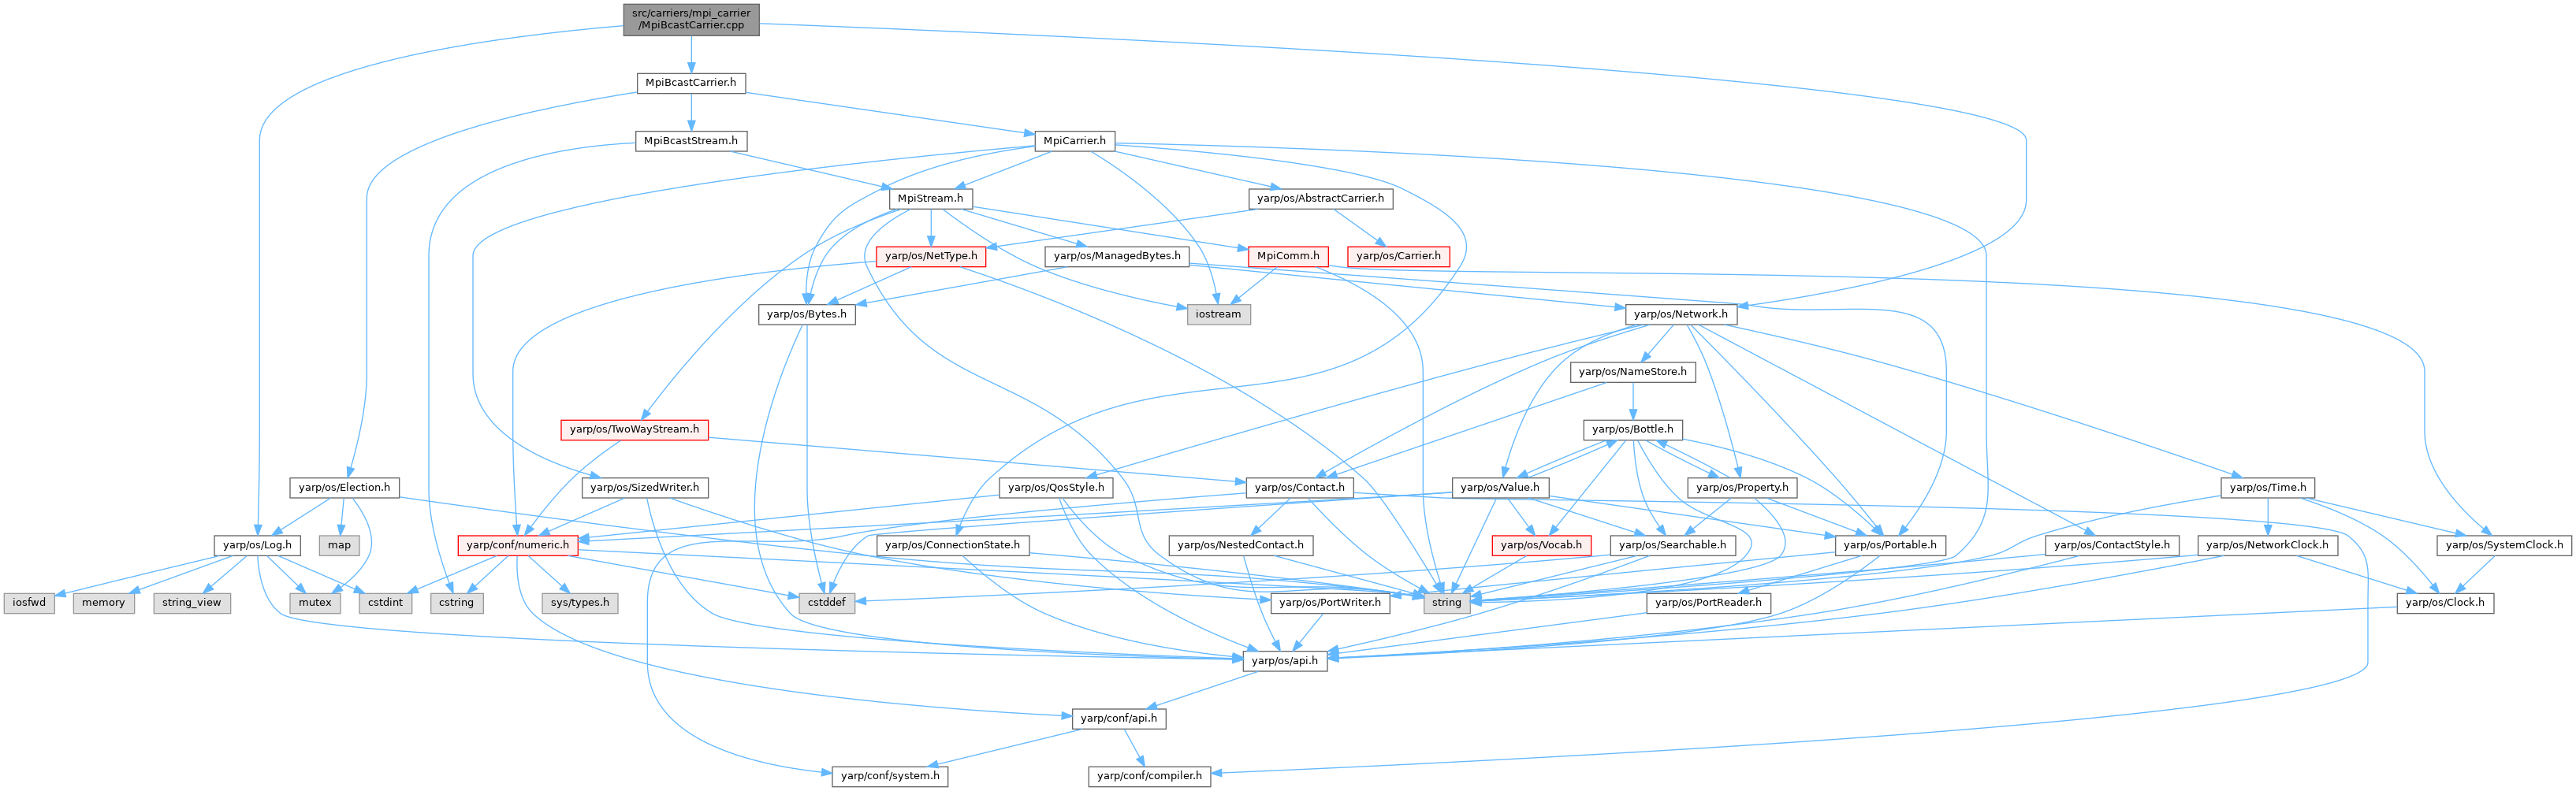 src/carriers/mpi_carrier
/MpiBcastCarrier.cpp
MpiBcastCarrier.h
MpiBcastStream.h
MpiCarrier.h
MpiStream.h
yarp/os/AbstractCarrier.h
yarp/os/NetType.h
yarp/os/ManagedBytes.h
MpiComm.h
yarp/os/Carrier.h
yarp/os/Bytes.h
iostream
yarp/os/Network.h
yarp/os/NameStore.h
yarp/os/TwoWayStream.h
yarp/os/Bottle.h
yarp/os/Election.h
yarp/os/SizedWriter.h
yarp/os/QosStyle.h
yarp/os/Contact.h
yarp/os/Value.h
yarp/os/Property.h
yarp/os/Time.h
yarp/os/Log.h
map
yarp/conf/numeric.h
yarp/os/ConnectionState.h
yarp/os/NestedContact.h
yarp/os/Vocab.h
yarp/os/Searchable.h
yarp/os/Portable.h
yarp/os/ContactStyle.h
yarp/os/NetworkClock.h
yarp/os/SystemClock.h
iosfwd
memory
string_view
mutex
cstdint
cstring
sys/types.h
cstddef
yarp/os/PortWriter.h
string
yarp/os/PortReader.h
yarp/os/Clock.h
yarp/os/api.h
yarp/conf/api.h
yarp/conf/system.h
yarp/conf/compiler.h